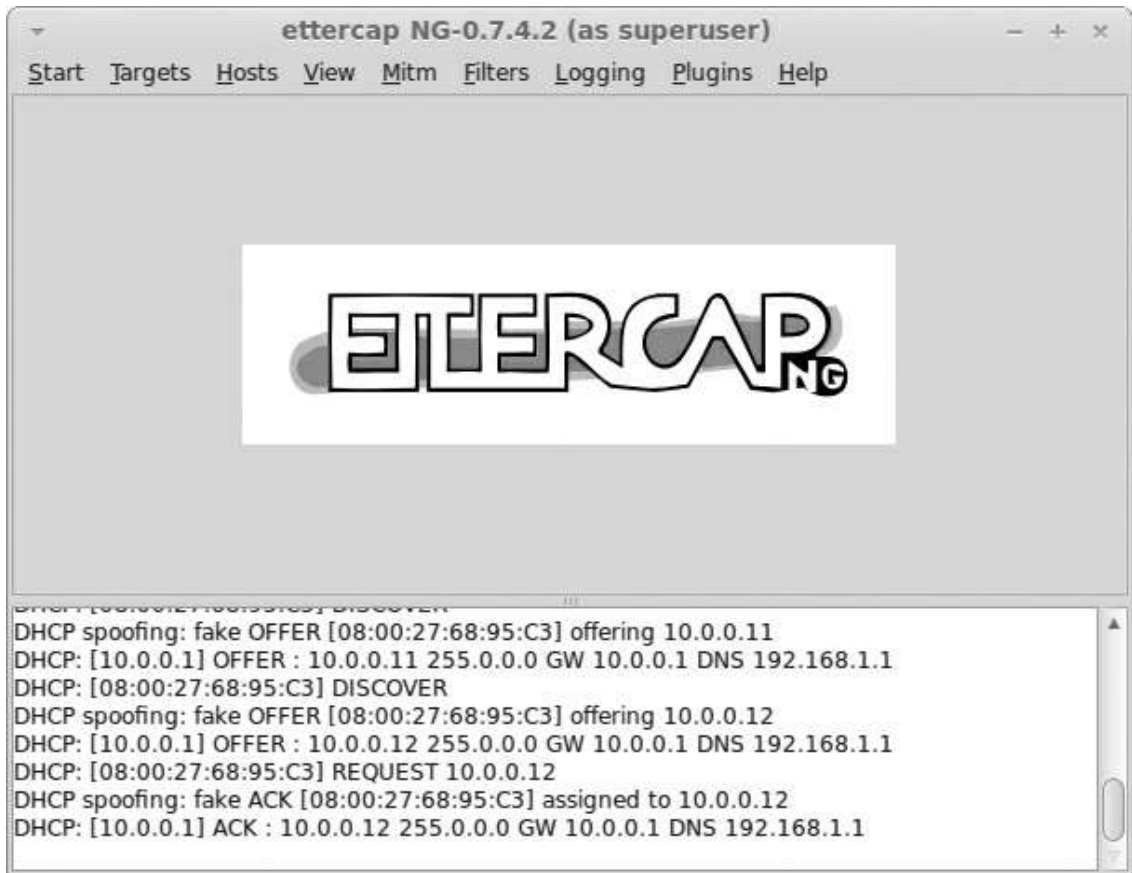 ettercap NG-0.7.4.2 (as superuser)
Start Targets Hosts View Mitm Filters Logging Plugins Help
ETTERCAP NG
DHCP: [08:00:27:68:95:C3] DISCOVER
DHCP spoofing: fake OFFER [08:00:27:68:95:C3] offering 10.0.0.11
DHCP: [10.0.0.1] OFFER : 10.0.0.11 255.0.0.0 GW 10.0.0.1 DNS 192.168.1.1
DHCP: [08:00:27:68:95:C3] DISCOVER
DHCP spoofing: fake OFFER [08:00:27:68:95:C3] offering 10.0.0.12
DHCP: [10.0.0.1] OFFER : 10.0.0.12 255.0.0.0 GW 10.0.0.1 DNS 192.168.1.1
DHCP: [08:00:27:68:95:C3] REQUEST 10.0.0.12
DHCP spoofing: fake ACK [08:00:27:68:95:C3] assigned to 10.0.0.12
DHCP: [10.0.0.1] ACK : 10.0.0.12 255.0.0.0 GW 10.0.0.1 DNS 192.168.1.1